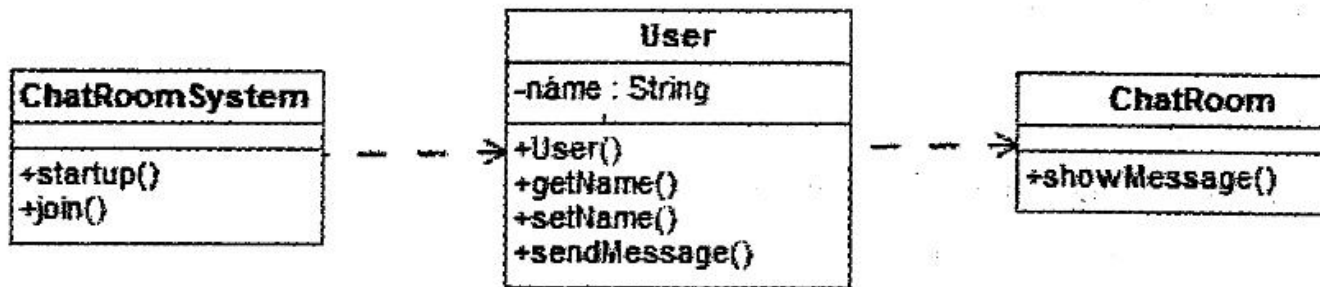 ChatRoomSystem
+startup()
+join()
User
-name : String
+User()
+getName()
+setName()
+sendMessage()
ChatRoom
+showMessage()